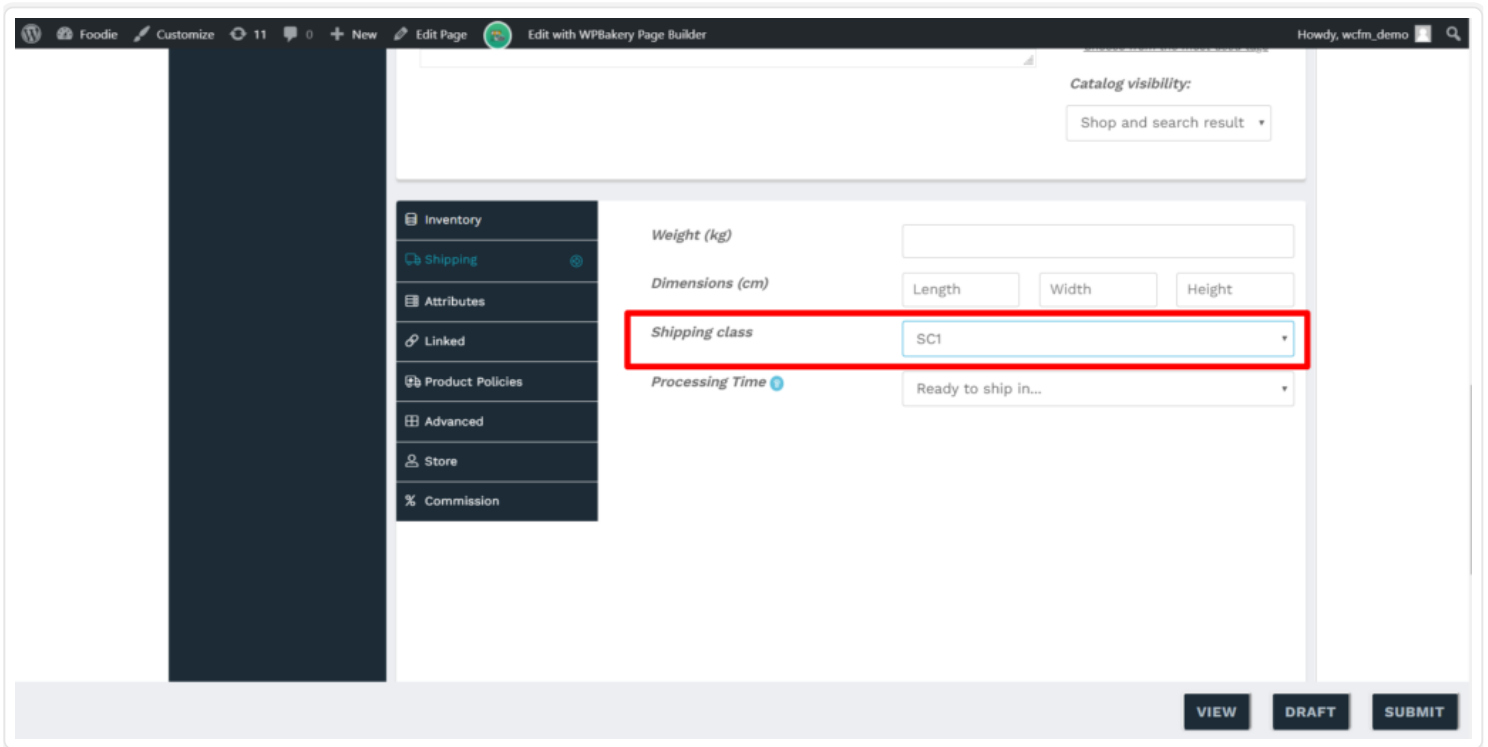 Foodie Customize 11 0 New Edit Page Edit with WPBakery Page Builder Howdy, wcfm_demo
Catalog visibility:
Shop and search result
Inventory
Shipping
Attributes
Linked
Product Policies
Advanced
Store
% Commission
Weight (kg)
Dimensions (cm) Length Width Height
Shipping class SC1
Processing Time Ready to ship in...
VIEW DRAFT SUBMIT